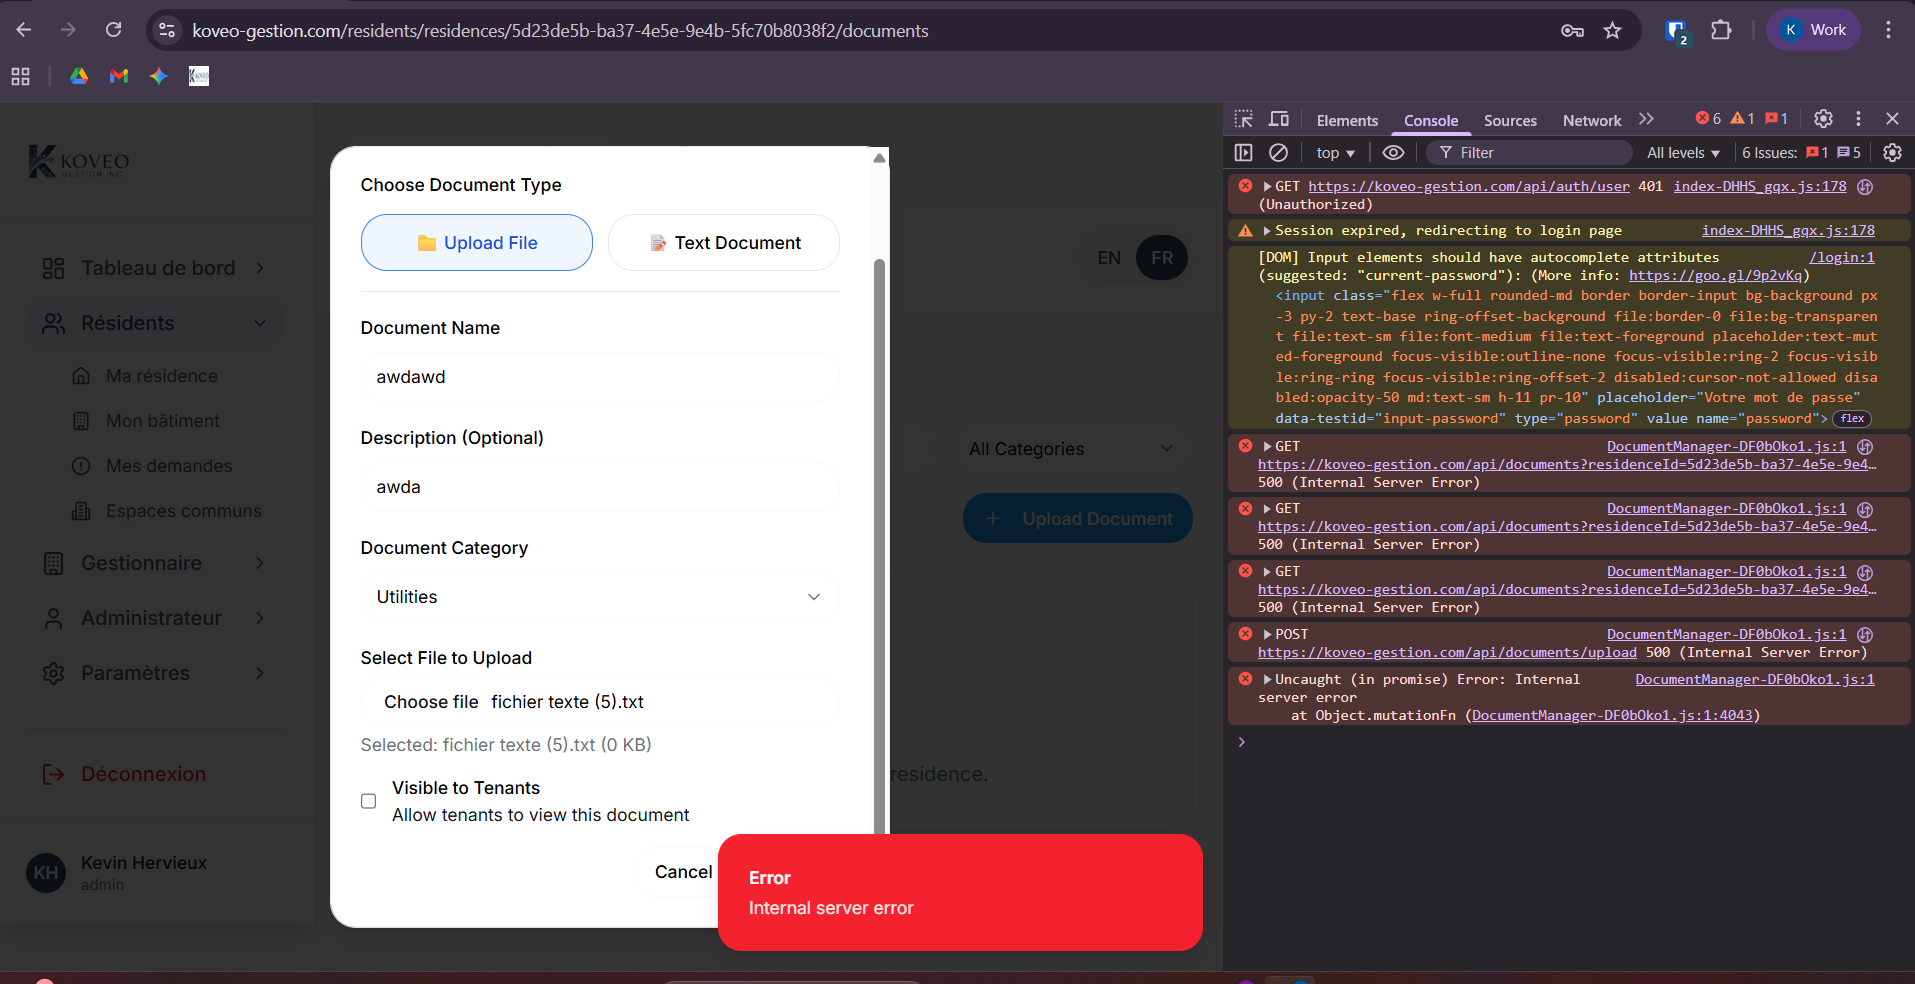 koveo-gestion.com/residents/residences/5d23de5b-ba37-4e5e-9e4b-5fc70b8038f2/documents
2
K Work
KOVEO
GESTION INC
Tableau de bord
Résidents
Ma résidence
Mon bâtiment
Mes demandes
Espaces communs
Gestionnaire
Administrateur
Paramètres
Déconnexion
KH
Kevin Hervieux
admin
EN FR
All Categories
+ Upload Document
residence.
Choose Document Type
Upload File
Text Document
Document Name
awdawd
Description (Optional)
awda
Document Category
Utilities
Select File to Upload
Choose file fichier texte (5).txt
Selected: fichier texte (5).txt (0 KB)
Visible to Tenants
Allow tenants to view this document
Cancel
Error
Internal server error
Elements Console Sources Network 6 1 1
top Filter All levels 6 Issues: 1 5
GET https://koveo-gestion.com/api/auth/user 401 index-DHHS_gqx.js:178
(Unauthorized)
Session expired, redirecting to login page index-DHHS_gqx.js:178
[DOM] Input elements should have autocomplete attributes /login:1
(suggested: "current-password"): (More info: https://goo.gl/9p2vKq)
<input class="flex w-full rounded-md border border-input bg-background px
-3 py-2 text-base ring-offset-background file:border-0 file:bg-transparen
t file:text-sm file:font-medium file:text-foreground placeholder:text-mut
ed-foreground focus-visible:outline-none focus-visible:ring-2 focus-visib
le:ring-ring focus-visible:ring-offset-2 disabled:cursor-not-allowed disa
bled:opacity-50 md:text-sm h-11 pr-10" placeholder="Votre mot de passe"
data-testid="input-password" type="password" value name="password"> flex
GET DocumentManager-DF0bOko1.js:1
https://koveo-gestion.com/api/documents?residenceId=5d23de5b-ba37-4e5e-9e4…
500 (Internal Server Error)
GET DocumentManager-DF0bOko1.js:1
https://koveo-gestion.com/api/documents?residenceId=5d23de5b-ba37-4e5e-9e4…
500 (Internal Server Error)
GET DocumentManager-DF0bOko1.js:1
https://koveo-gestion.com/api/documents?residenceId=5d23de5b-ba37-4e5e-9e4…
500 (Internal Server Error)
POST DocumentManager-DF0bOko1.js:1
https://koveo-gestion.com/api/documents/upload 500 (Internal Server Error)
Uncaught (in promise) Error: Internal DocumentManager-DF0bOko1.js:1
server error
at Object.mutationFn (DocumentManager-DF0bOko1.js:1:4043)